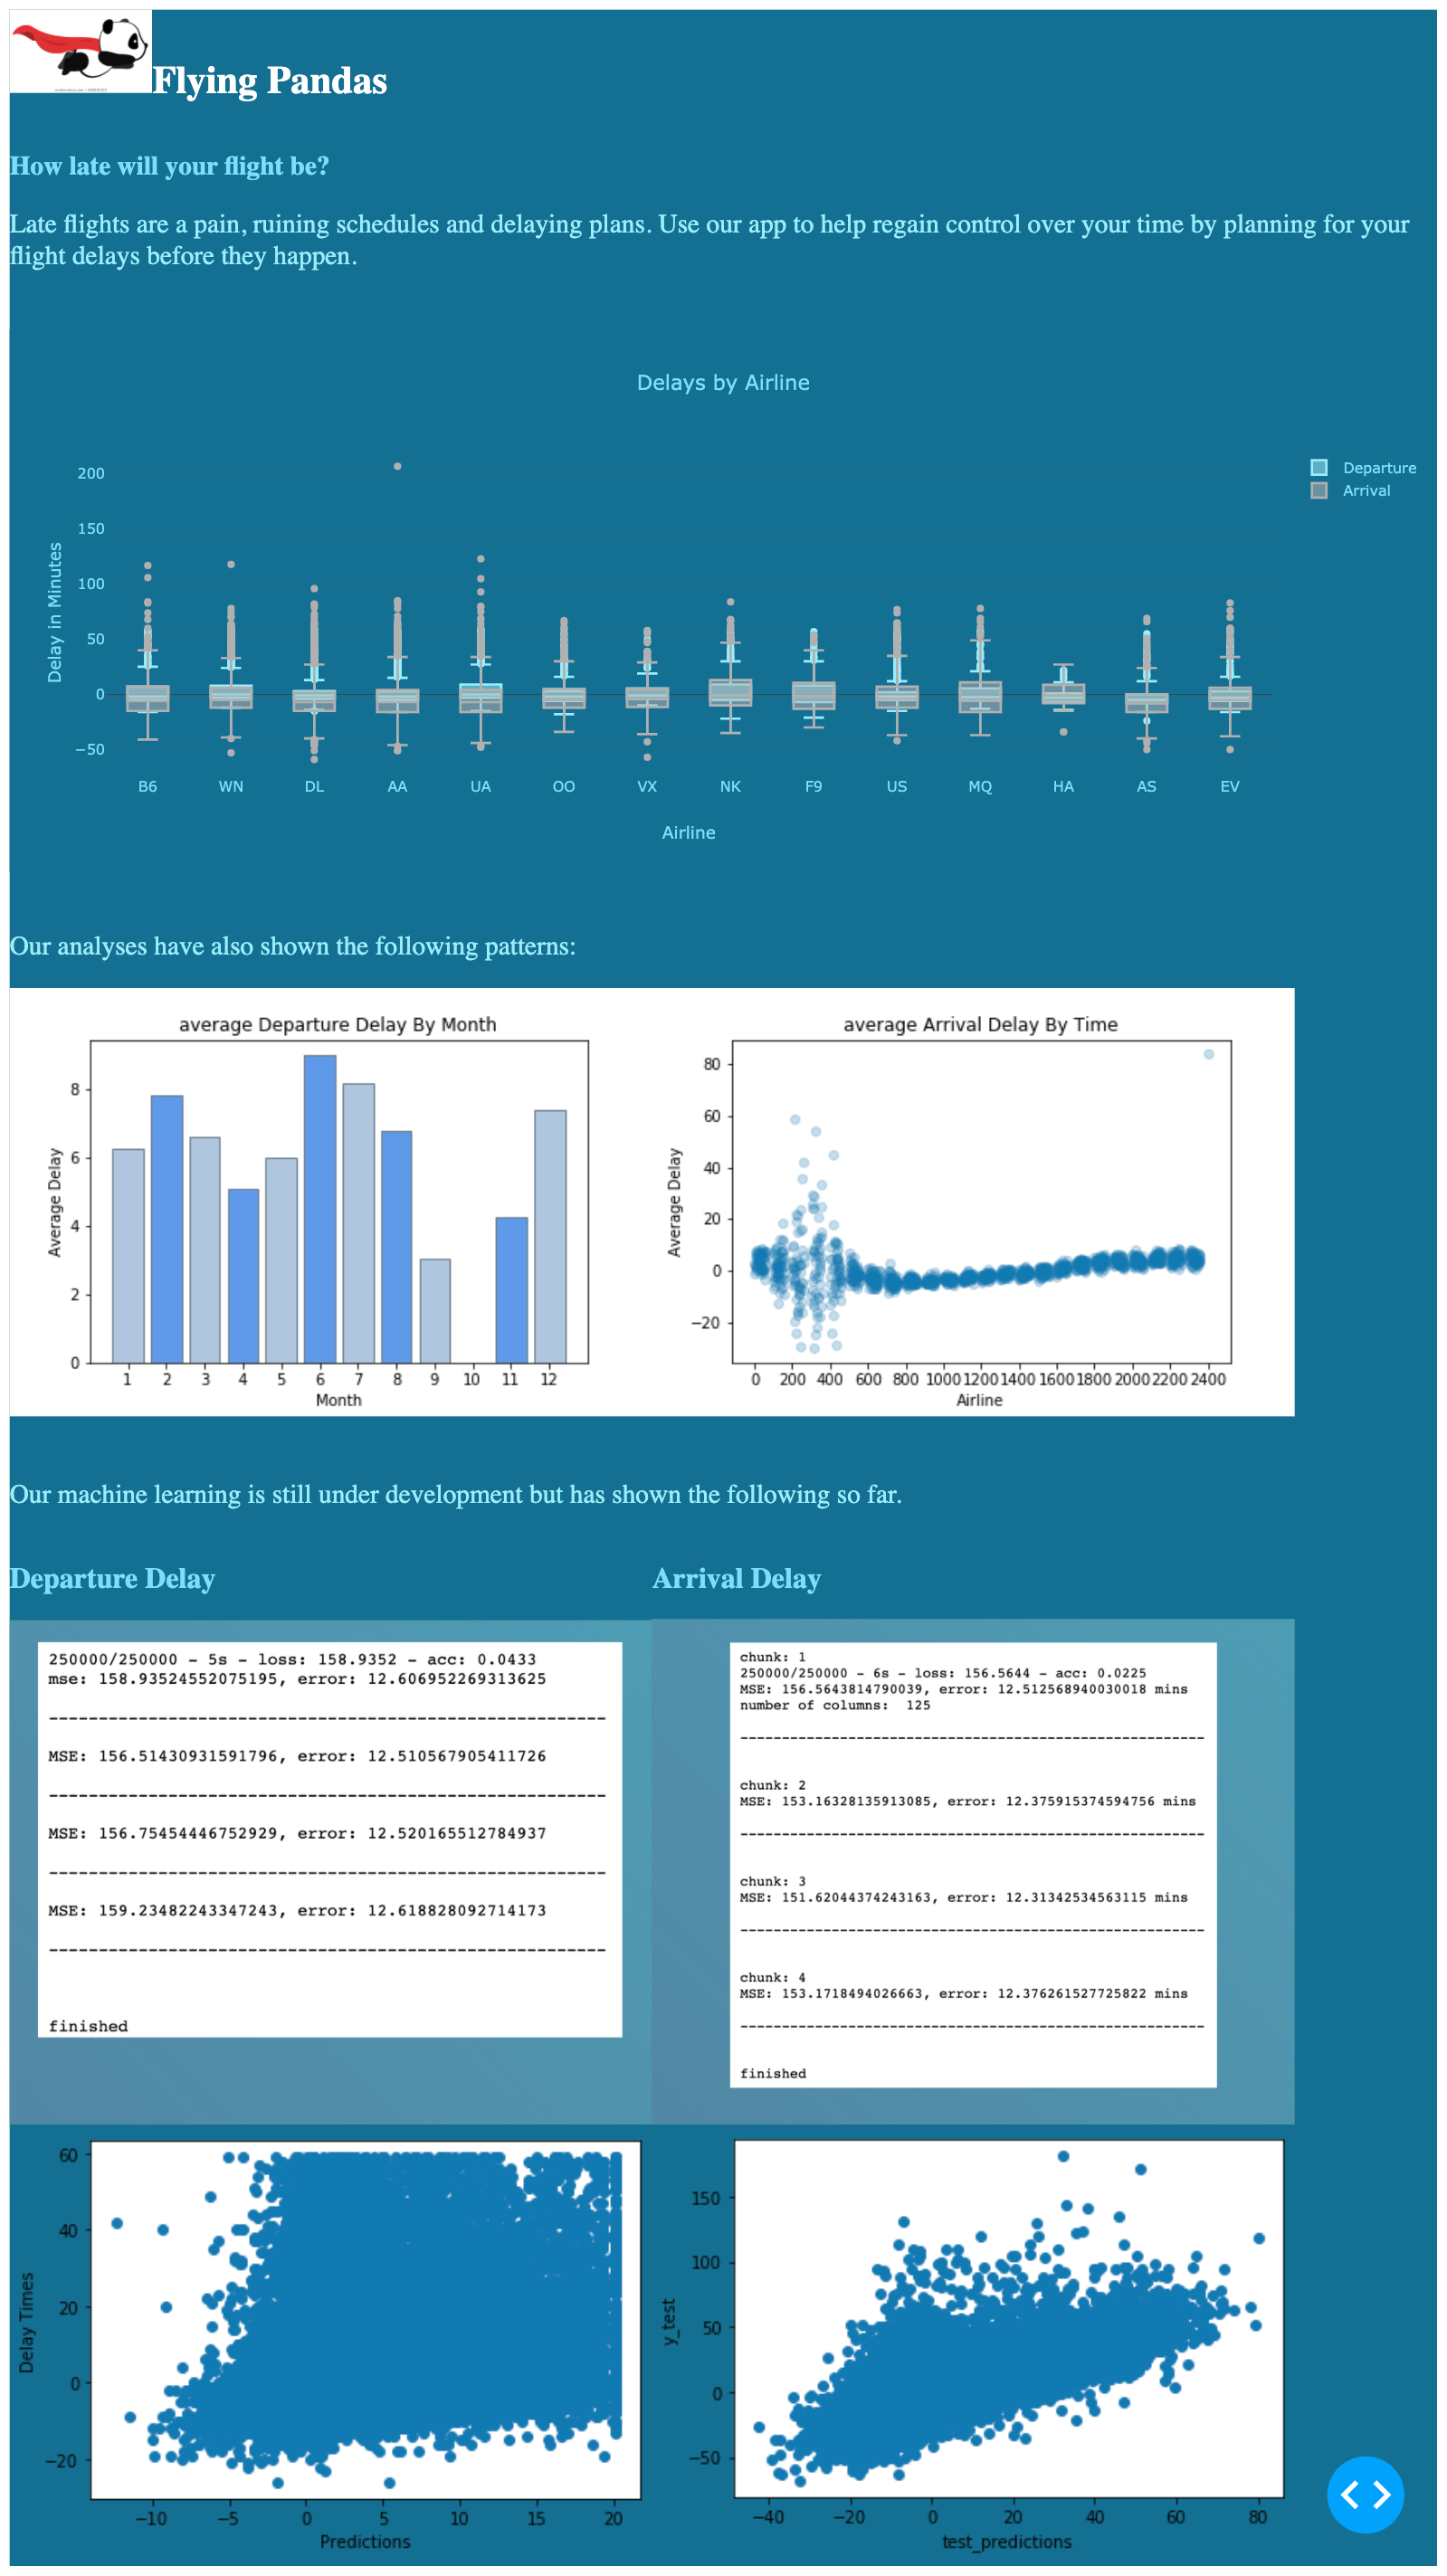 Flying Pandas
How late will your flight be?
Late flights are a pain, ruining schedules and delaying plans. Use our app to help regain control over your time by planning for your
flight delays before they happen.
Delays by Airline
Departure
Arrival
Delay in Minutes
200
150
100
50
0
−50
B6 WN DL AA UA OO VX NK F9 US MQ HA AS EV
Airline
Our analyses have also shown the following patterns:
average Departure Delay By Month
Average Delay
8
6
4
2
0
1 2 3 4 5 6 7 8 9 10 11 12
Month
average Arrival Delay By Time
Average Delay
80
60
40
20
0
−20
0 200 400 600 800 1000 1200 1400 1600 1800 2000 2200 2400
Airline
Our machine learning is still under development but has shown the following so far.
Departure Delay
250000/250000 - 5s - loss: 158.9352 - acc: 0.0433
mse: 158.93524552075195, error: 12.606952269313625
----------------------------------------------------------
MSE: 156.51430931591796, error: 12.510567905411726
----------------------------------------------------------
MSE: 156.75454446752929, error: 12.520165512784937
----------------------------------------------------------
MSE: 159.23482243347243, error: 12.618828092714173
----------------------------------------------------------
finished
Arrival Delay
chunk: 1
250000/250000 - 6s - loss: 156.5644 - acc: 0.0225
MSE: 156.5643814790039, error: 12.512568940030018 mins
number of columns: 125
----------------------------------------------------------
chunk: 2
MSE: 153.16328135913085, error: 12.375915374594756 mins
----------------------------------------------------------
chunk: 3
MSE: 151.62044374243163, error: 12.31342534563115 mins
----------------------------------------------------------
chunk: 4
MSE: 153.1718494026663, error: 12.376261527725822 mins
----------------------------------------------------------
finished
Delay Times
60
40
20
0
−20
−10 −5 0 5 10 15 20
Predictions
y_test
150
100
50
0
−50
−40 −20 0 20 40 60 80
test_predictions